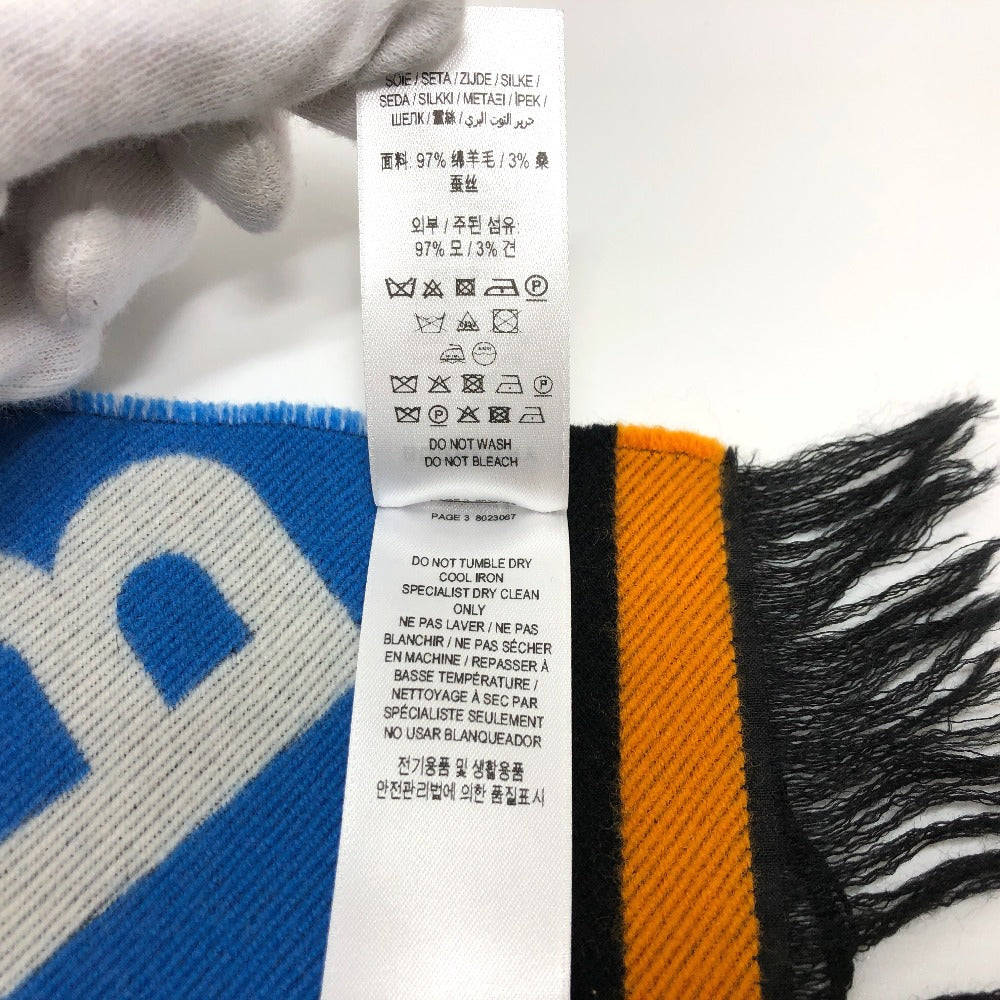 SOIE / SETA / ZIJDE / SILKE /
SEDA / SILKKI / ΜΕΤΑΞΙ / İPEK /
ШЕЛК / 蠶絲 / حرير التوت البري
面料: 97% 绵羊毛 / 3% 桑
蚕丝
외부 / 주된 섬유:
97% 모 / 3% 견
DO NOT WASH
DO NOT BLEACH
PAGE 3 8023067
DO NOT TUMBLE DRY
COOL IRON
SPECIALIST DRY CLEAN
ONLY
NE PAS LAVER / NE PAS
BLANCHIR / NE PAS SÉCHER
EN MACHINE / REPASSER À
BASSE TEMPÉRATURE /
NETTOYAGE À SEC PAR
SPÉCIALISTE SEULEMENT
NO USAR BLANQUEADOR
전기용품 및 생활용품
안전관리법에 의한 품질표시